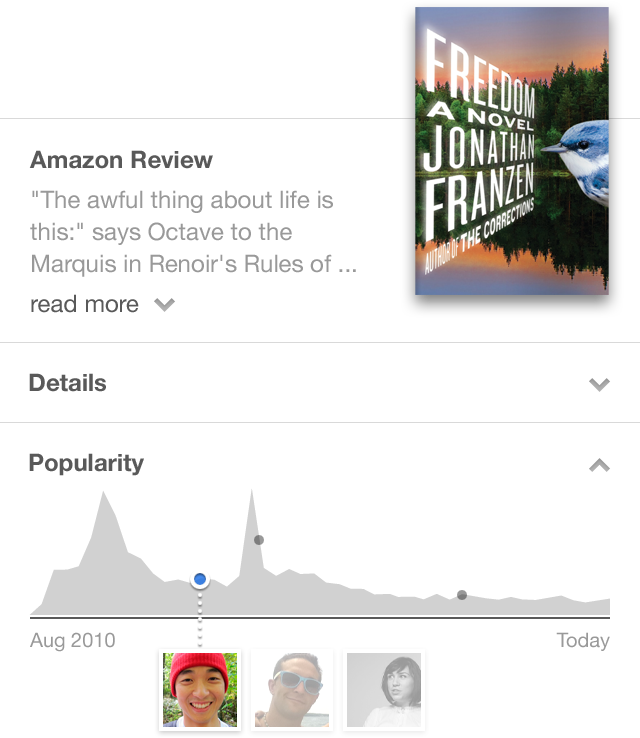 FREEDOM
A NOVEL
JONATHAN
FRANZEN
AUTHOR OF THE CORRECTIONS
Amazon Review
"The awful thing about life is
this:" says Octave to the
Marquis in Renoir's Rules of ...
read more
Details
Popularity
Aug 2010
Today